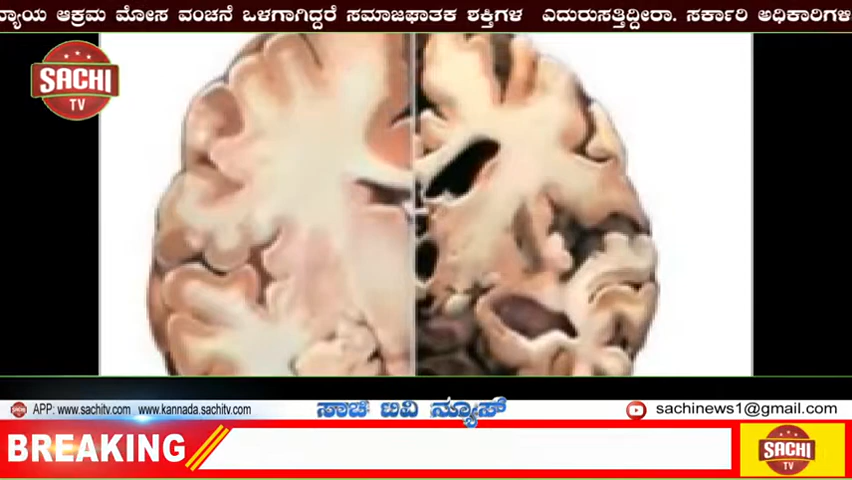 ನ್ಯಾಯ ಆಕ್ರಮ ಮೋಸ ವಂಚನೆ ಒಳಗಾಗಿದ್ದರೆ ಸಮಾಜಘಾತಕ ಶಕ್ತಿಗಳ ಎದುರುಸತ್ತಿದ್ದೀರಾ. ಸರ್ಕಾರಿ ಅಧಿಕಾರಿಗಳಿ
SACHI
TV
APP: www.sachitv.com www.kannada.sachitv.com
ಸಾಚಿ ಟಿವಿ ನ್ಯೂಸ್
sachinews1@gmail.com
BREAKING
SACHI
TV